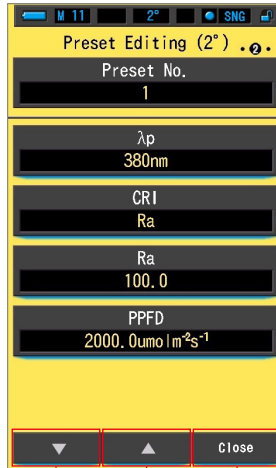 M 11 2° SNG
Preset Editing (2°) .❷.
Preset No.
1
λp
380nm
CRI
Ra
Ra
100.0
PPFD
2000.0umolm⁻²s⁻¹
▼ ▲ Close